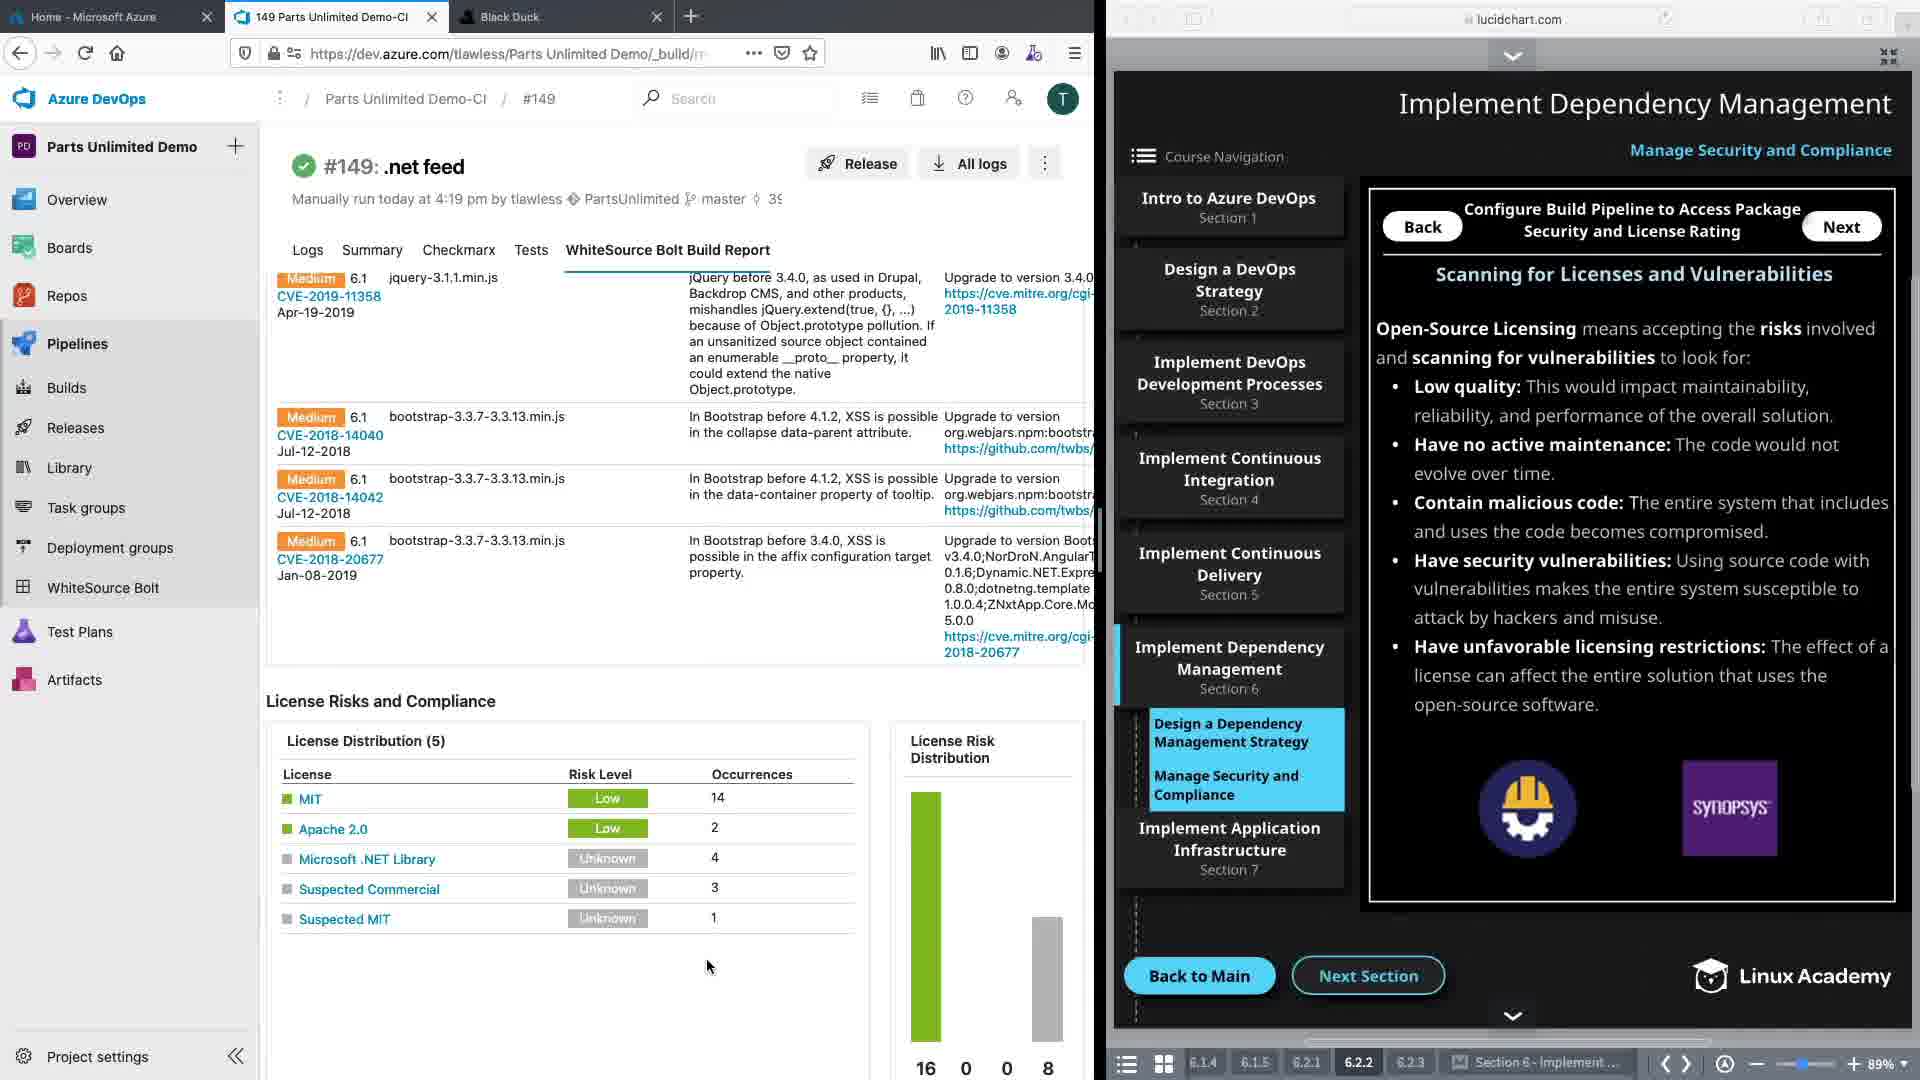 Home - Microsoft Azure
149 Parts Unlimited Demo-CI
Black Duck
https://dev.azure.com/tlawless/Parts Unlimited Demo/_build/
Azure DevOps
Parts Unlimited Demo-CI / #149
Search
T
PD Parts Unlimited Demo
Overview
Boards
Repos
Pipelines
Builds
Releases
Library
Task groups
Deployment groups
WhiteSource Bolt
Test Plans
Artifacts
Project settings
#149: .net feed
Release
All logs
Manually run today at 4:19 pm by tlawless PartsUnlimited master 39
Logs Summary Checkmarx Tests WhiteSource Bolt Build Report
Medium 6.1
CVE-2019-11358
Apr-19-2019
jquery-3.1.1.min.js
jQuery before 3.4.0, as used in Drupal,
Backdrop CMS, and other products,
mishandles jQuery.extend(true, {}, ...)
because of Object.prototype pollution. If
an unsanitized source object contained
an enumerable __proto__ property, it
could extend the native
Object.prototype.
Upgrade to version 3.4.0
https://cve.mitre.org/cgi-
2019-11358
Medium 6.1
CVE-2018-14040
Jul-12-2018
bootstrap-3.3.7-3.3.13.min.js
In Bootstrap before 4.1.2, XSS is possible
in the collapse data-parent attribute.
Upgrade to version
org.webjars.npm:bootstra
https://github.com/twbs/
Medium 6.1
CVE-2018-14042
Jul-12-2018
bootstrap-3.3.7-3.3.13.min.js
In Bootstrap before 4.1.2, XSS is possible
in the data-container property of tooltip.
Upgrade to version
org.webjars.npm:bootstra
https://github.com/twbs/
Medium 6.1
CVE-2018-20677
Jan-08-2019
bootstrap-3.3.7-3.3.13.min.js
In Bootstrap before 3.4.0, XSS is
possible in the affix configuration target
property.
Upgrade to version Boots
v3.4.0;NorDroN.AngularT
0.1.6;Dynamic.NET.Expre
0.8.0;dotnetng.template
1.0.0.4;ZNxtApp.Core.Mo
5.0.0
https://cve.mitre.org/cgi-
2018-20677
License Risks and Compliance
License Distribution (5)
License Risk Level Occurrences
MIT Low 14
Apache 2.0 Low 2
Microsoft .NET Library Unknown 4
Suspected Commercial Unknown 3
Suspected MIT Unknown 1
License Risk
Distribution
16 0 0 8
lucidchart.com
Implement Dependency Management
Manage Security and Compliance
Course Navigation
Intro to Azure DevOps
Section 1
Design a DevOps
Strategy
Section 2
Implement DevOps
Development Processes
Section 3
Implement Continuous
Integration
Section 4
Implement Continuous
Delivery
Section 5
Implement Dependency
Management
Section 6
Design a Dependency
Management Strategy
Manage Security and
Compliance
Implement Application
Infrastructure
Section 7
Back
Configure Build Pipeline to Access Package
Security and License Rating
Next
Scanning for Licenses and Vulnerabilities
Open-Source Licensing means accepting the risks involved
and scanning for vulnerabilities to look for:
• Low quality: This would impact maintainability,
reliability, and performance of the overall solution.
• Have no active maintenance: The code would not
evolve over time.
• Contain malicious code: The entire system that includes
and uses the code becomes compromised.
• Have security vulnerabilities: Using source code with
vulnerabilities makes the entire system susceptible to
attack by hackers and misuse.
• Have unfavorable licensing restrictions: The effect of a
license can affect the entire solution that uses the
open-source software.
SYNOPSYS
Back to Main
Next Section
Linux Academy
6.1.4 6.1.5 6.2.1 6.2.2 6.2.3 Section 6 - Implement ... 89%